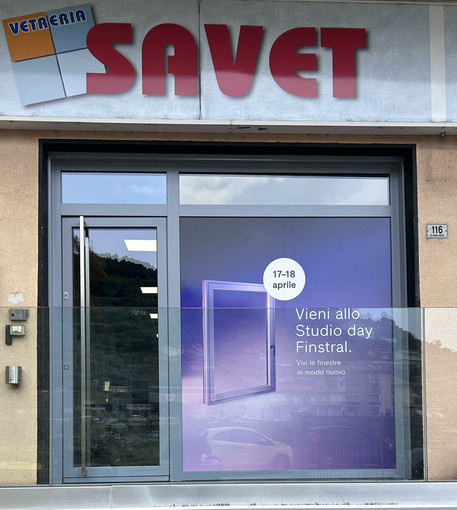 VETRERIA
SAVET
116
17–18
aprile
Vieni allo
Studio day
Finstral.
Vivi le finestre
in modo nuovo.